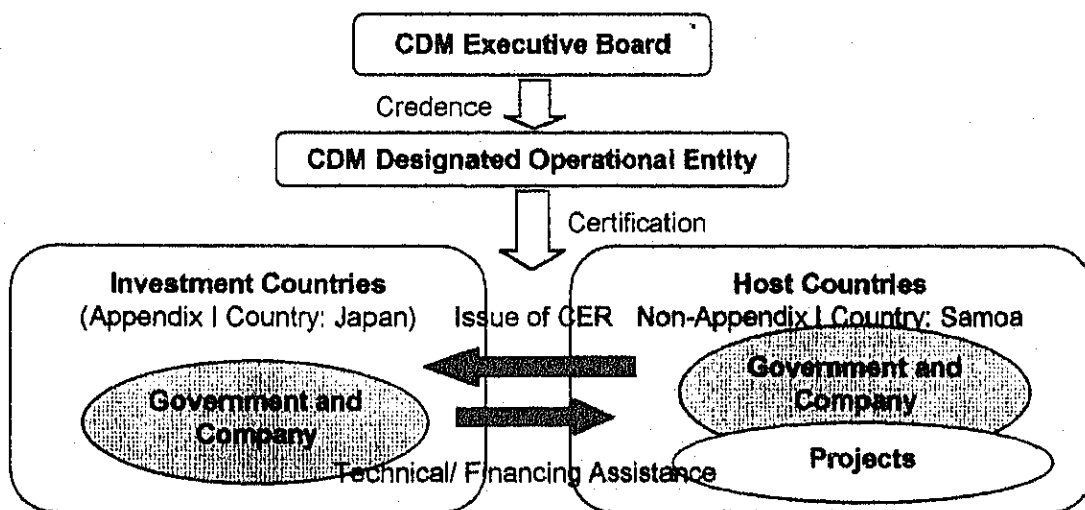 CDM Executive Board
Credence
CDM Designated Operational Entity
Certification
Investment Countries
(Appendix I Country: Japan)
Issue of CER
Host Countries
Non-Appendix I Country: Samoa
Government and
Company
Government and
Company
Projects
Technical/ Financing Assistance